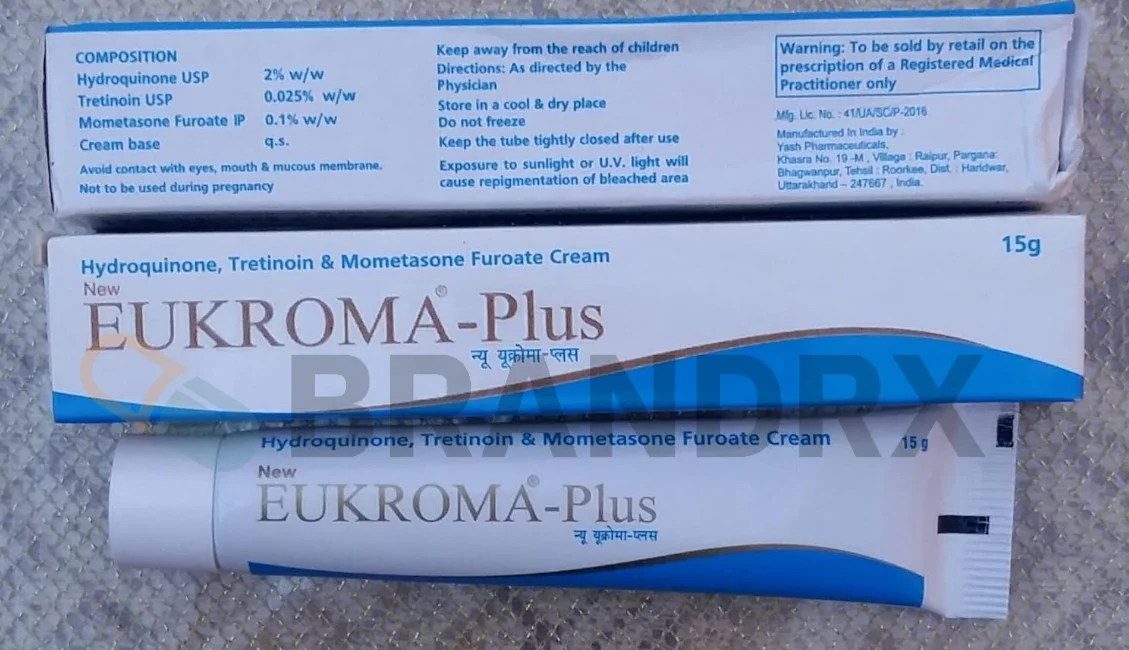 COMPOSITION
Hydroquinone USP 2% w/w
Tretinoin USP 0.025% w/w
Mometasone Furoate IP 0.1% w/w
Cream base q.s.
Avoid contact with eyes, mouth & mucous membrane.
Not to be used during pregnancy
Keep away from the reach of children
Directions: As directed by the
Physician
Store in a cool & dry place
Do not freeze
Keep the tube tightly closed after use
Exposure to sunlight or U.V. light will
cause repigmentation of bleached area
Warning: To be sold by retail on the
prescription of a Registered Medical
Practitioner only
Mfg. Lic. No. : 41/UA/SC/P-2016
Manufactured In India by :
Yash Pharmaceuticals,
Khasra No. 19 -M , Village : Raipur, Pargana:
Bhagwanpur, Tehsil : Roorkee, Dist. : Haridwar,
Uttarakhand – 247667 , India.
Hydroquinone, Tretinoin & Mometasone Furoate Cream
15g
New
EUKROMA®-Plus
न्यू यूक्रोमा-प्लस
BRANDRX
Hydroquinone, Tretinoin & Mometasone Furoate Cream
15 g
New
EUKROMA®-Plus
न्यू यूक्रोमा-प्लस